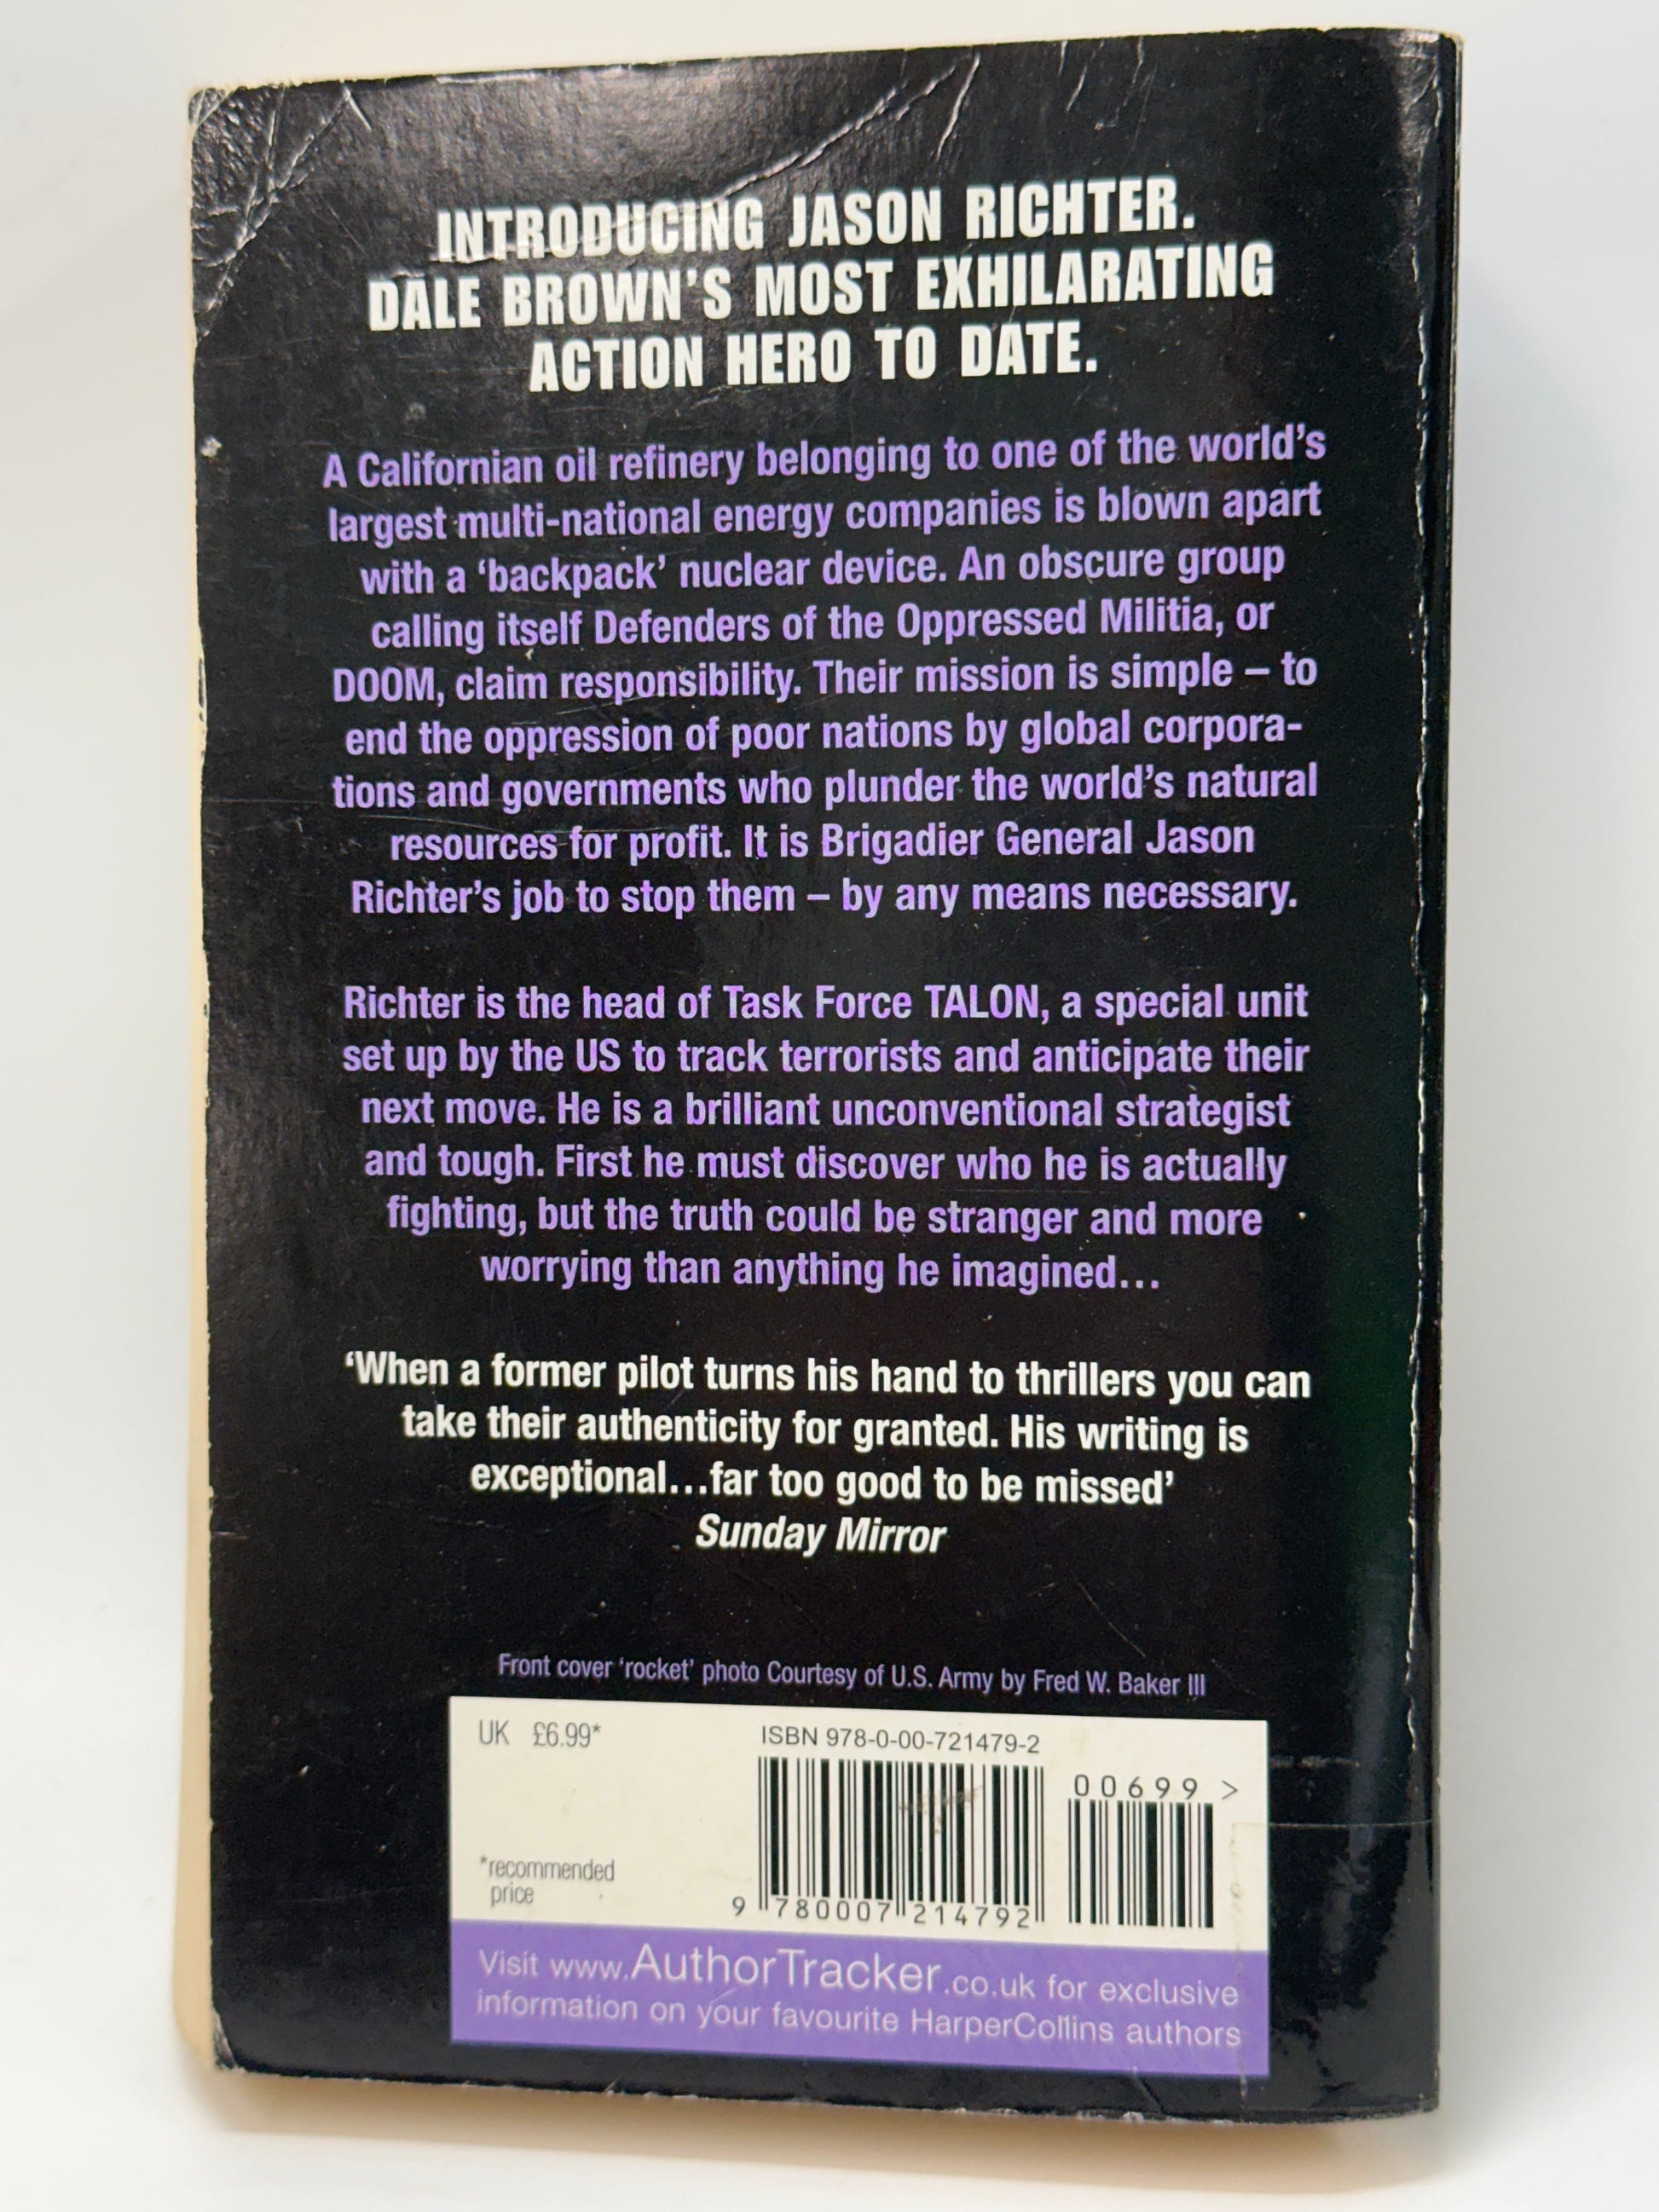 INTRODUCING JASON RICHTER.
DALE BROWN'S MOST EXHILARATING
ACTION HERO TO DATE.
A Californian oil refinery belonging to one of the world's
largest multi-national energy companies is blown apart
with a ‘backpack’ nuclear device. An obscure group
calling itself Defenders of the Oppressed Militia, or
DOOM, claim responsibility. Their mission is simple – to
end the oppression of poor nations by global corpora-
tions and governments who plunder the world's natural
resources for profit. It is Brigadier General Jason
Richter's job to stop them – by any means necessary.
Richter is the head of Task Force TALON, a special unit
set up by the US to track terrorists and anticipate their
next move. He is a brilliant unconventional strategist
and tough. First he must discover who he is actually
fighting, but the truth could be stranger and more
worrying than anything he imagined...
‘When a former pilot turns his hand to thrillers you can
take their authenticity for granted. His writing is
exceptional...far too good to be missed’
Sunday Mirror
Front cover ‘rocket’ photo Courtesy of U.S. Army by Fred W. Baker III
UK £6.99*
ISBN 978-0-00-721479-2
00699 >
*recommended
price
9 780007 214792
Visit www.AuthorTracker.co.uk for exclusive
information on your favourite HarperCollins authors